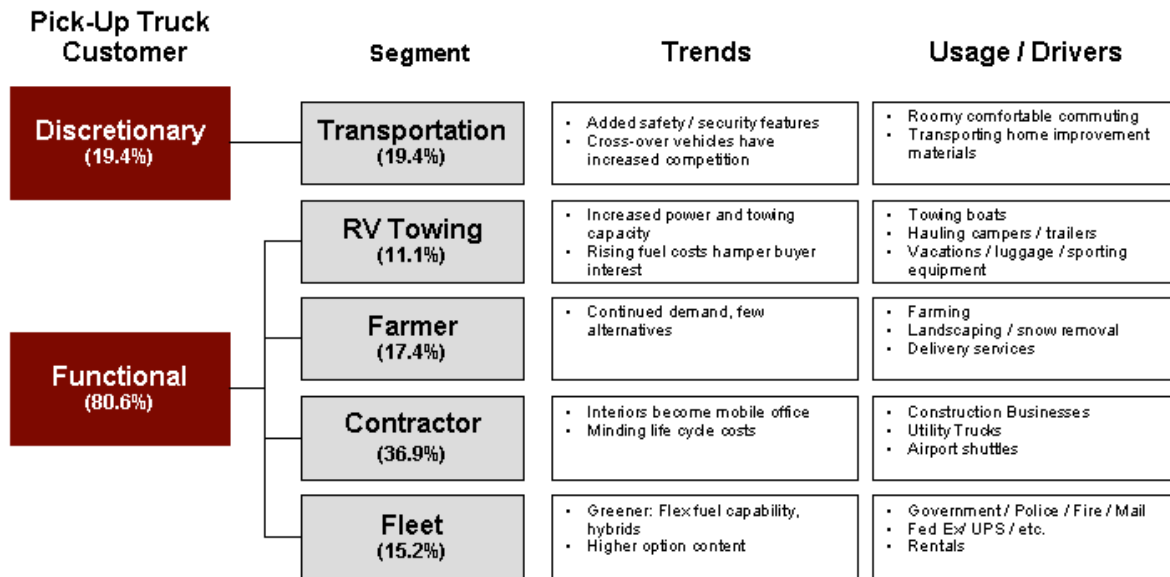 Pick-Up Truck
Customer
Segment
Trends
Usage / Drivers
Discretionary
(19.4%)
Transportation
(19.4%)
• Added safety / security features
• Cross-over vehicles have
increased competition
• Roomy comfortable commuting
• Transporting home improvement
materials
RV Towing
(11.1%)
• Increased power and towing
capacity
• Rising fuel costs hamper buyer
interest
• Towing boats
• Hauling campers / trailers
• Vacations / luggage / sporting
equipment
Functional
(80.6%)
Farmer
(17.4%)
• Continued demand, few
alternatives
• Farming
• Landscaping / snow removal
• Delivery services
Contractor
(36.9%)
• Interiors become mobile office
• Minding life cycle costs
• Construction Businesses
• Utility Trucks
• Airport shuttles
Fleet
(15.2%)
• Greener: Flex fuel capability,
hybrids
• Higher option content
• Government / Police / Fire / Mail
• Fed Ex/ UPS / etc.
• Rentals